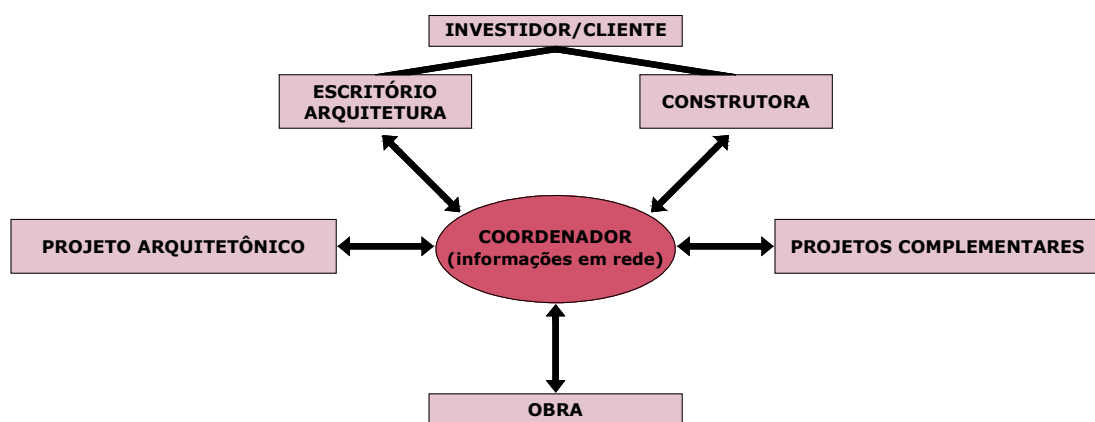 INVESTIDOR/CLIENTE
ESCRITÓRIO
ARQUITETURA
CONSTRUTORA
PROJETO ARQUITETÔNICO
COORDENADOR
(informações em rede)
PROJETOS COMPLEMENTARES
OBRA